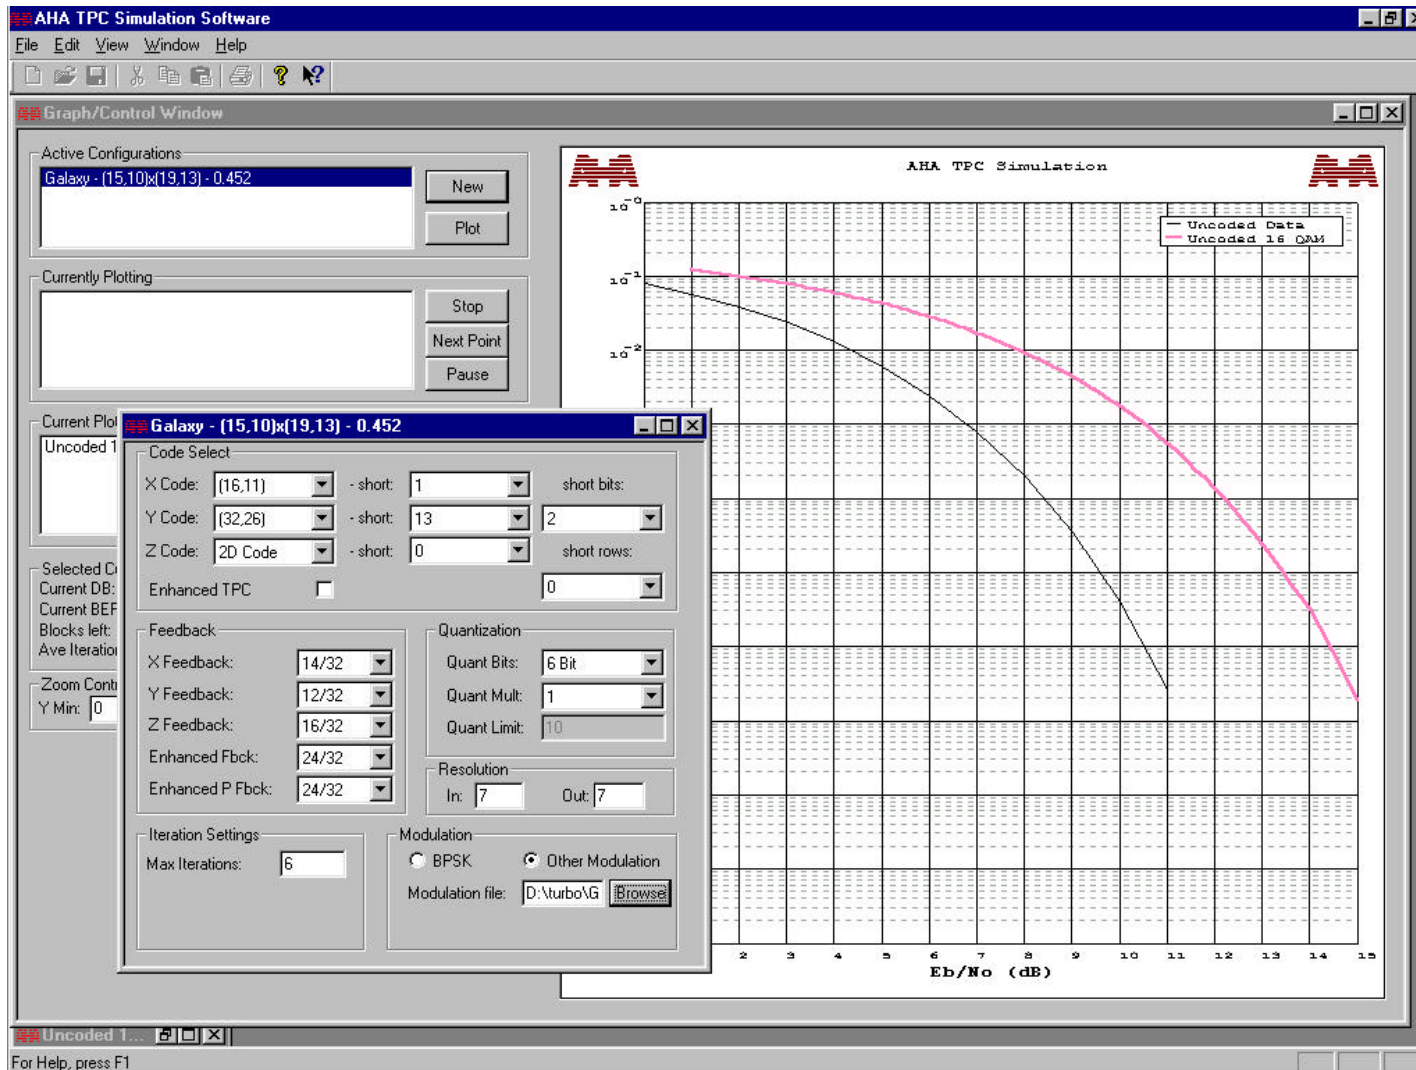 AHA TPC Simulation Software
File Edit View Window Help
Graph/Control Window
Active Configurations
Galaxy - (15,10)x(19,13) - 0.452
New
Plot
Currently Plotting
Stop
Next Point
Pause
Current Plo
Uncoded 1
Selected C
Current DB:
Current BEF
Blocks left:
Ave Iteration
Zoom Contr
Y Min: 0
AHA TPC Simulation
Uncoded Data
Uncoded 16 QAM
10^-0
10^-1
10^-2
2 3 4 5 6 7 8 9 10 11 12 13 14 15
Eb/No (dB)
Galaxy - (15,10)x(19,13) - 0.452
Code Select
X Code: (16,11) - short: 1 short bits:
Y Code: (32,26) - short: 13 2
Z Code: 2D Code - short: 0 short rows:
Enhanced TPC 0
Feedback
X Feedback: 14/32
Y Feedback: 12/32
Z Feedback: 16/32
Enhanced Fbck: 24/32
Enhanced P Fbck: 24/32
Quantization
Quant Bits: 6 Bit
Quant Mult: 1
Quant Limit: 10
Resolution
In: 7 Out: 7
Iteration Settings
Max Iterations: 6
Modulation
BPSK Other Modulation
Modulation file: D:\turbo\G Browse
Uncoded 1...
For Help, press F1